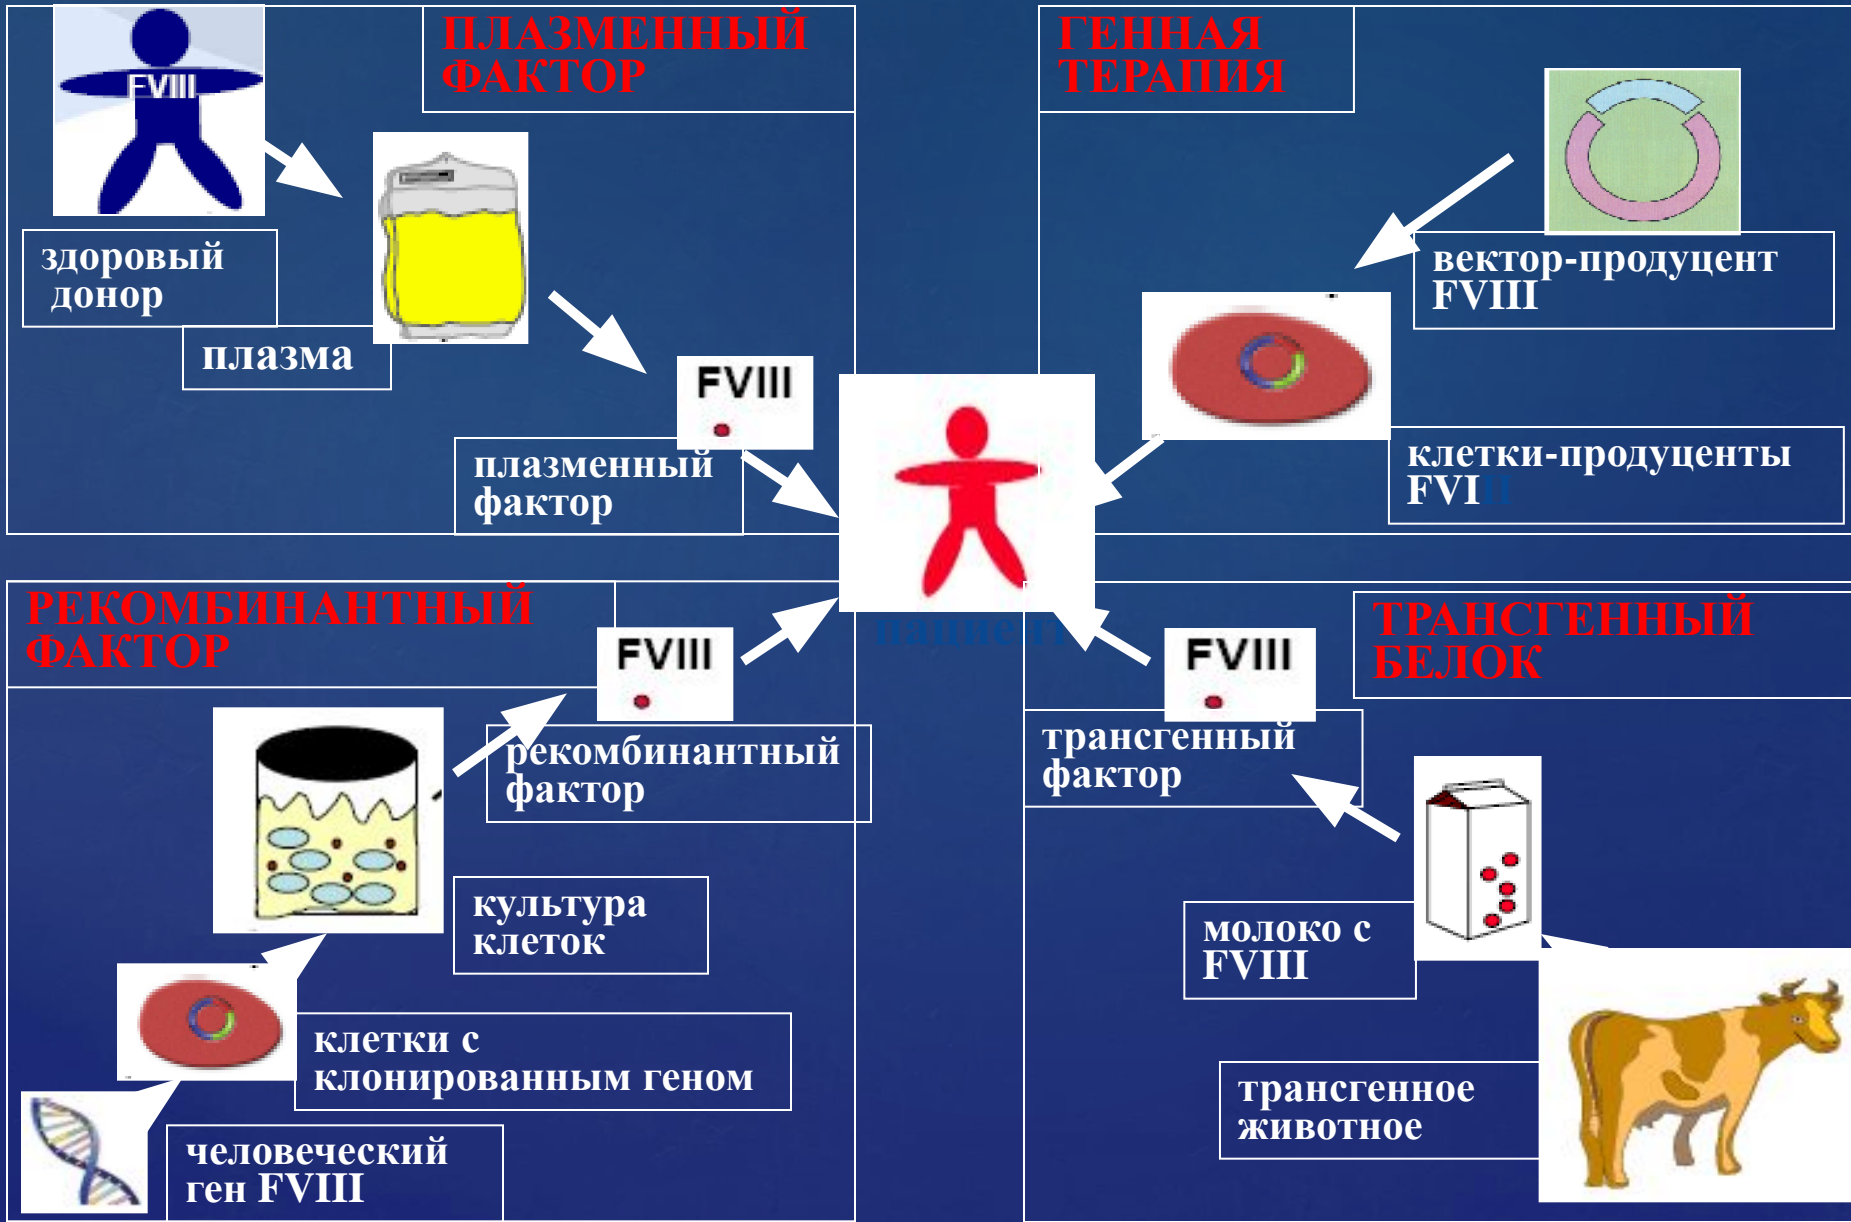 ПЛАЗМЕННЫЙ
ФАКТОР
FVIII
здоровый
донор
плазма
FVIII
плазменный
фактор
ГЕННАЯ
ТЕРАПИЯ
вектор-продуцент
FVIII
клетки-продуценты
FVIII
пациент
РЕКОМБИНАНТНЫЙ
ФАКТОР
FVIII
рекомбинантный
фактор
культура
клеток
клетки с
клонированным геном
человеческий
ген FVIII
ТРАНСГЕННЫЙ
БЕЛОК
FVIII
трансгенный
фактор
молоко с
FVIII
трансгенное
животное